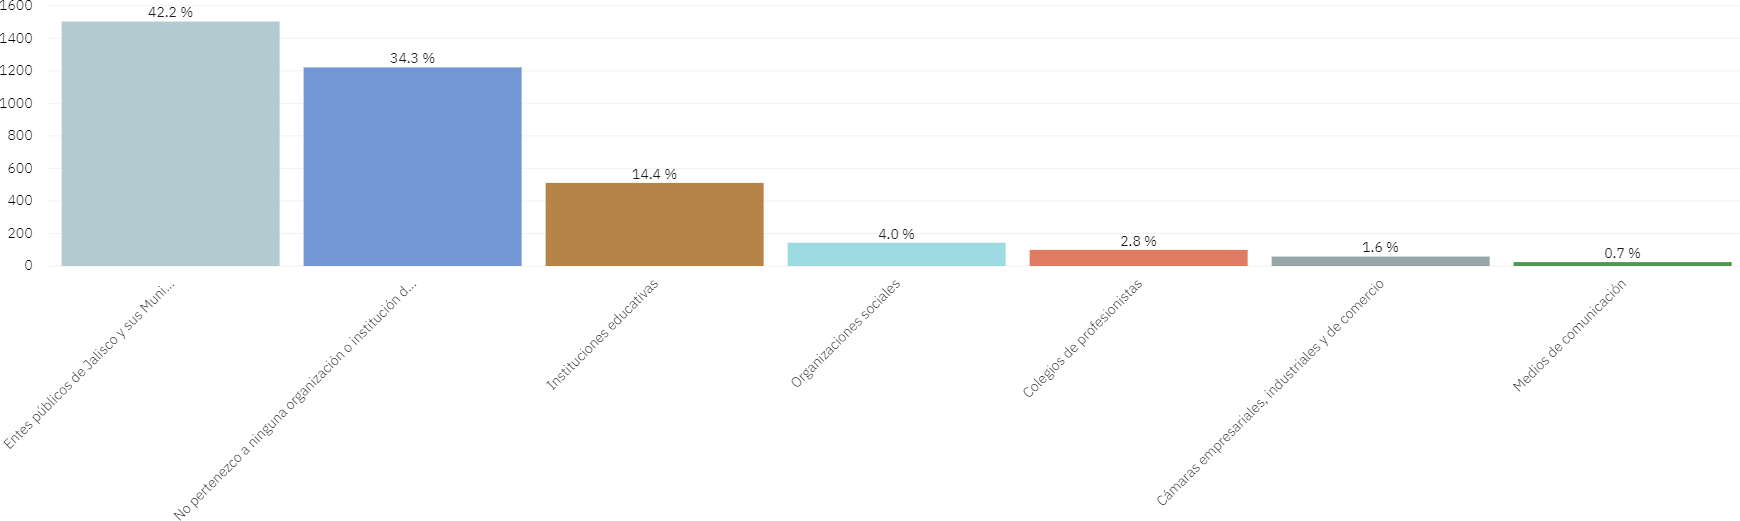 1600
1400
1200
1000
800
600
400
200
0
42.2 %
34.3 %
14.4 %
4.0 %
2.8 %
1.6 %
0.7 %
Entes públicos de Jalisco y sus Muni...
No pertenezco a ninguna organización o institución d...
Instituciones educativas
Organizaciones sociales
Colegios de profesionistas
Cámaras empresariales, industriales y de comercio
Medios de comunicación